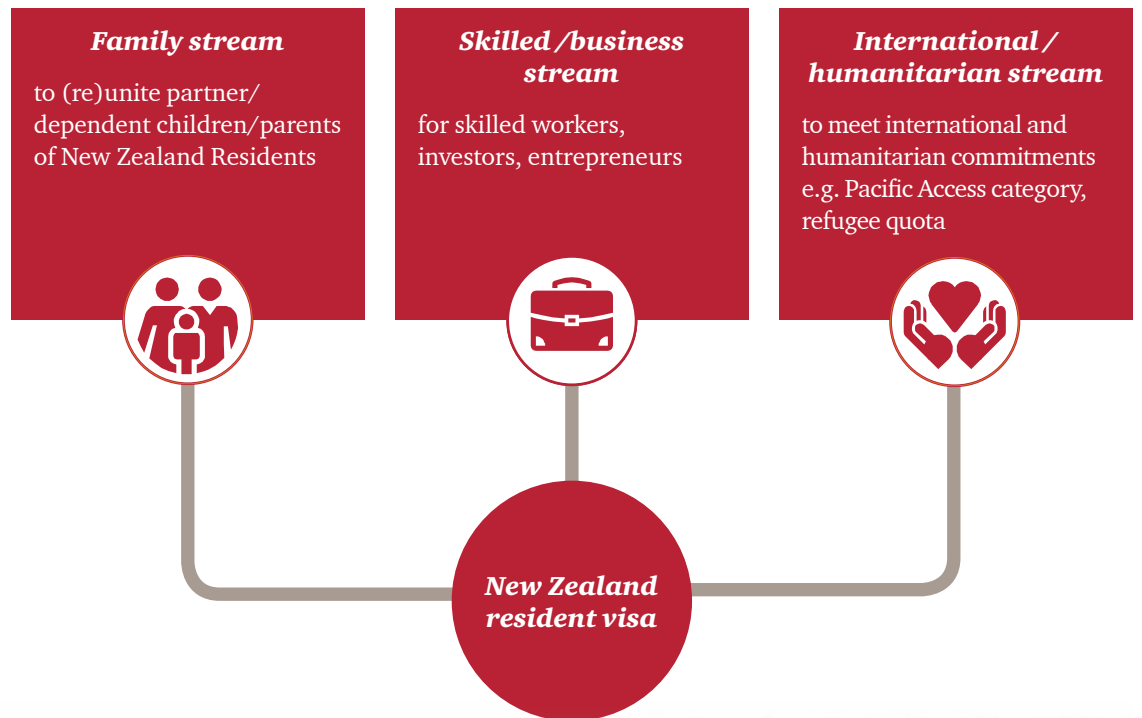 Family stream
to (re)unite partner/
dependent children/parents
of New Zealand Residents
Skilled /business
stream
for skilled workers,
investors, entrepreneurs
International /
humanitarian stream
to meet international and
humanitarian commitments
e.g. Pacific Access category,
refugee quota
New Zealand
resident visa